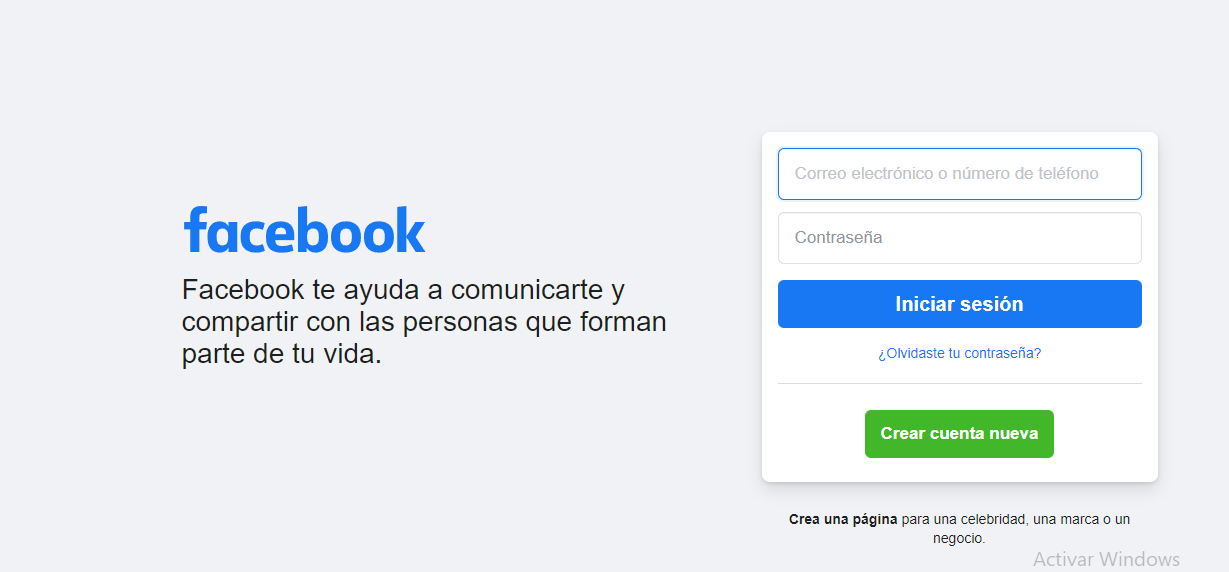 facebook
Facebook te ayuda a comunicarte y
compartir con las personas que forman
parte de tu vida.
Correo electrónico o número de teléfono
Contraseña
Iniciar sesión
¿Olvidaste tu contraseña?
Crear cuenta nueva
Crea una página para una celebridad, una marca o un
negocio.
Activar Windows